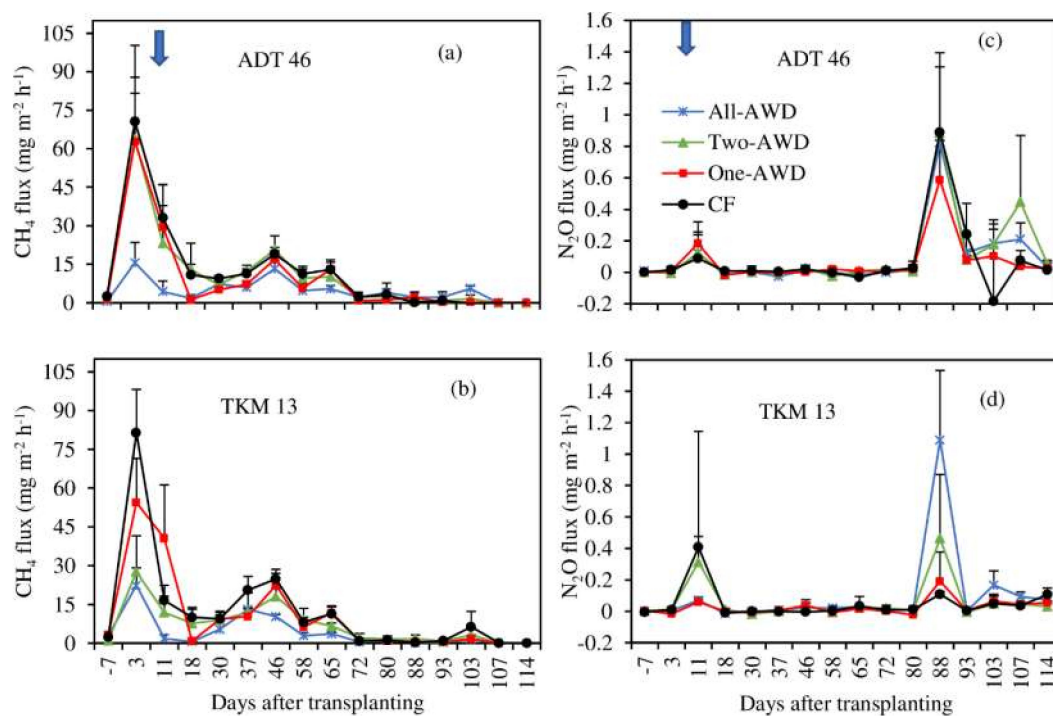 105
90
75
60
45
30
15
0
CH4 flux (mg m-2 h-1)
ADT 46
(a)
1.6
1.4
1.2
1
0.8
0.6
0.4
0.2
0
-0.2
N2O flux (mg m-2 h-1)
ADT 46
(c)
All-AWD
Two-AWD
One-AWD
CF
105
90
75
60
45
30
15
0
CH4 flux (mg m-2 h-1)
TKM 13
(b)
-7 3 11 18 30 37 46 58 65 72 80 88 93 103 107 114
Days after transplanting
1.6
1.4
1.2
1
0.8
0.6
0.4
0.2
0
-0.2
N2O flux (mg m-2 h-1)
TKM 13
(d)
-7 3 11 18 30 37 46 58 65 72 80 88 93 103 107 114
Days after transplanting